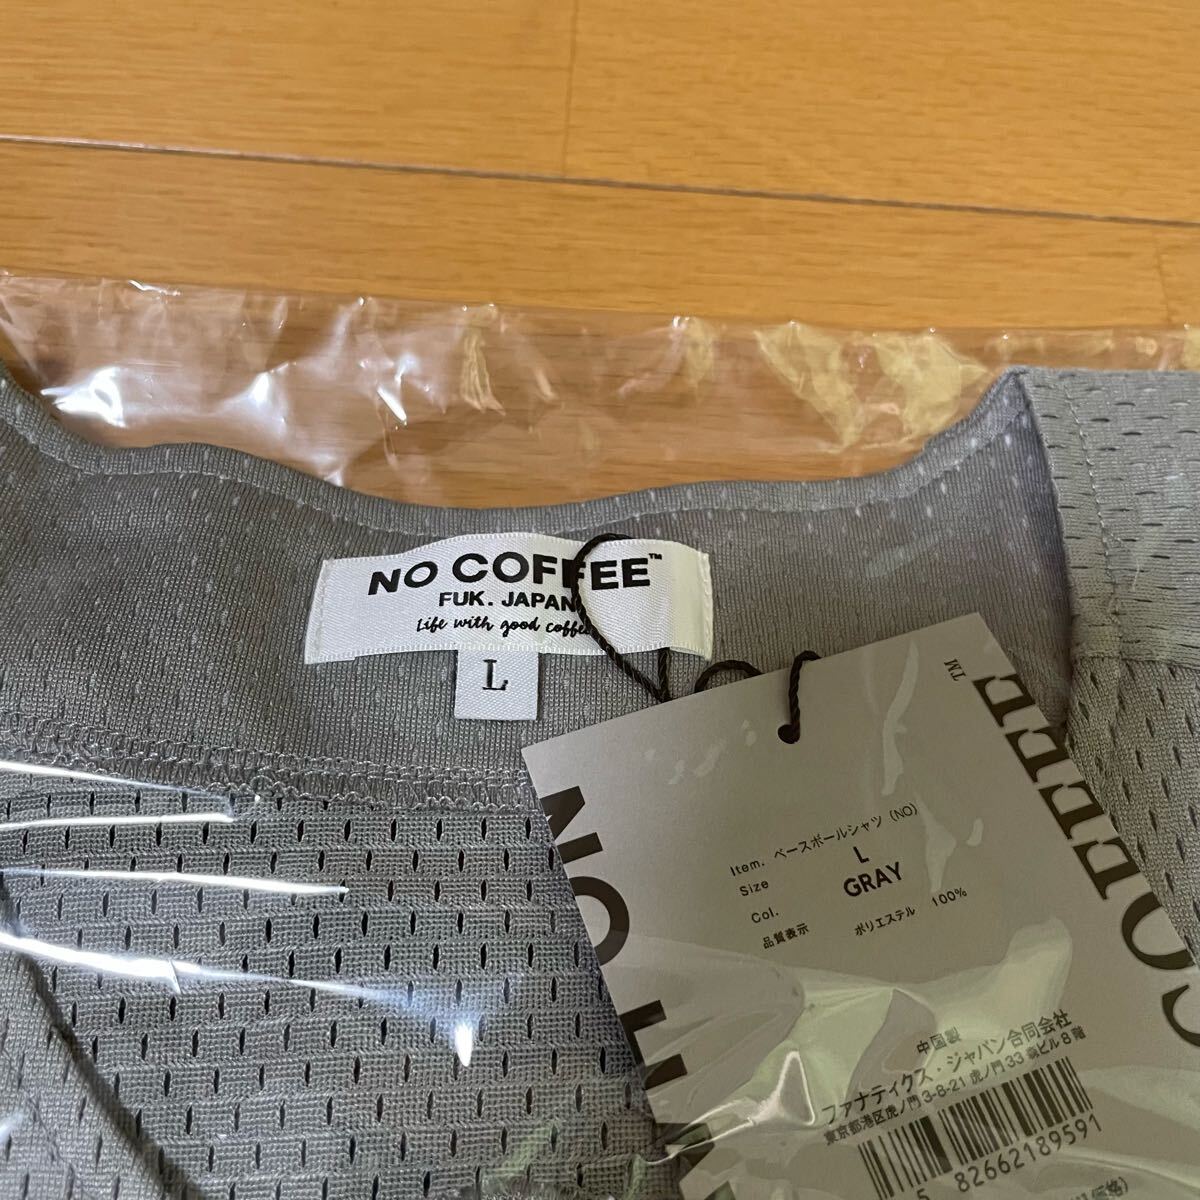 NO COFFEE™
FUK. JAPAN
Life with good coffee
L
COFFEE™
NO
Item. ベースボールシャツ (NO)
Size L
Col. GRAY
品質表示 ポリエステル 100%
中国製
ファナティクス・ジャパン合同会社
東京都港区虎ノ門3-8-21 虎ノ門33 森ビル8階
5 82662189591